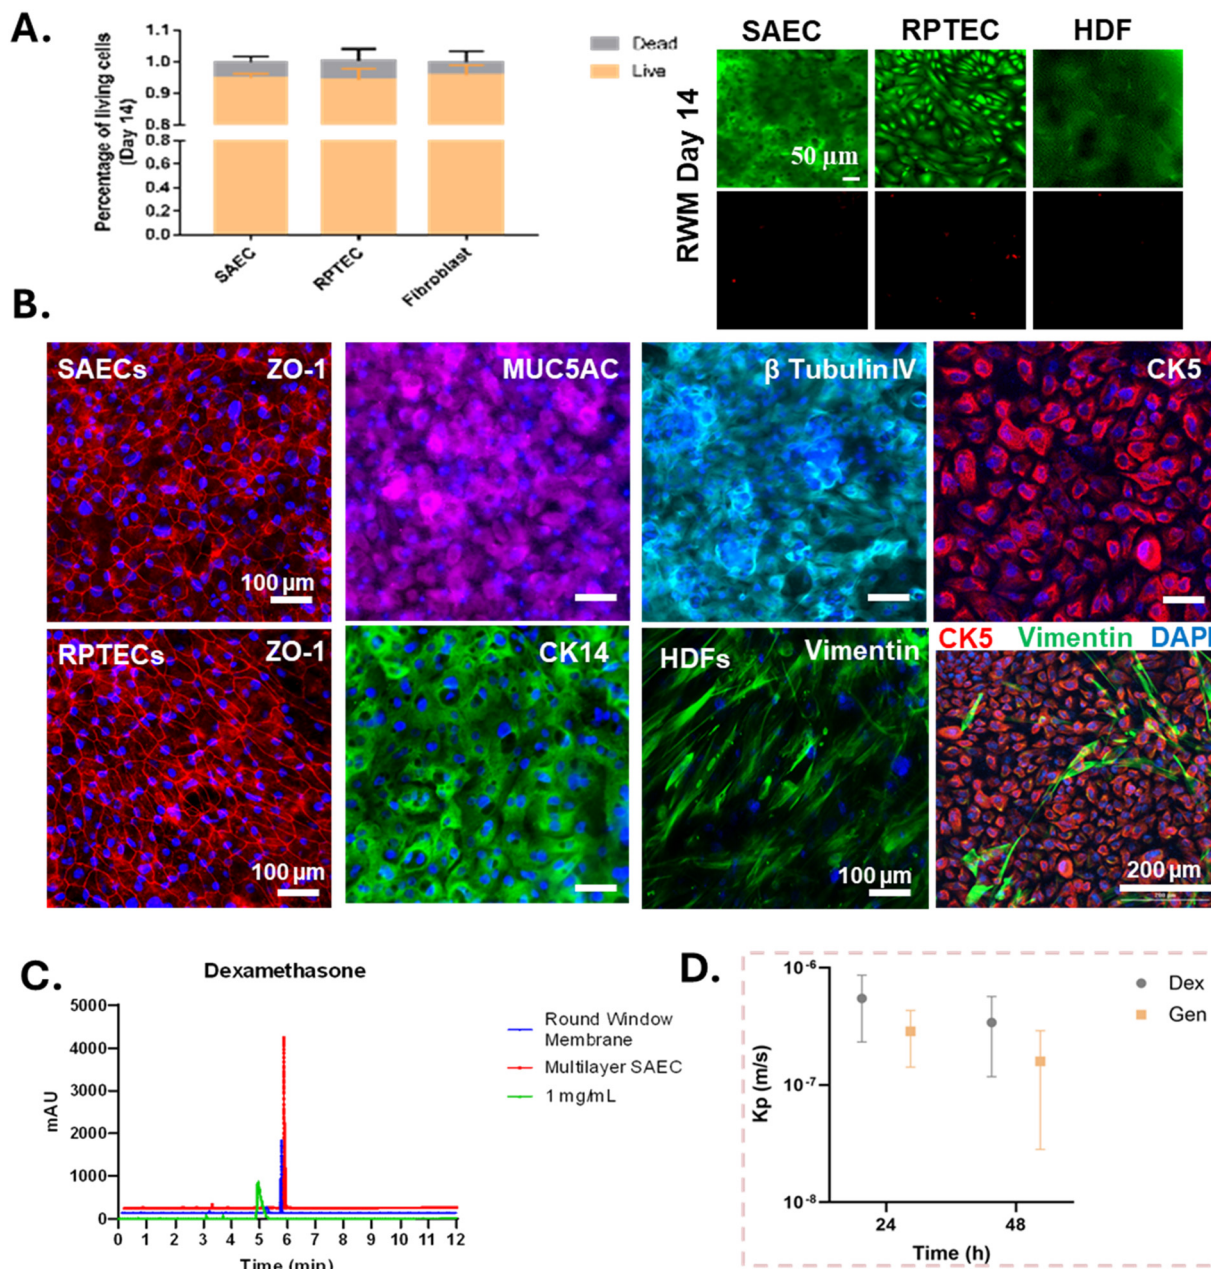 A.
Percentage of living cells
(Day 14)
1.1
1.0
0.9
0.8
0.8
0.6
0.4
0.2
0.0
SAEC
RPTEC
Fibroblast
Dead
Live
SAEC
RPTEC
HDF
RWM Day 14
50 µm
B.
SAECs
ZO-1
100 µm
MUC5AC
β Tubulin IV
CK5
RPTECs
ZO-1
100 µm
CK14
HDFs
Vimentin
100 µm
CK5 Vimentin DAPI
200 µm
C.
Dexamethasone
mAU
5000
4000
3000
2000
1000
0
0 1 2 3 4 5 6 7 8 9 10 11 12
Time (min)
Round Window
Membrane
Multilayer SAEC
1 mg/mL
D.
Kp (m/s)
10-6
10-7
10-8
24
48
Time (h)
Dex
Gen